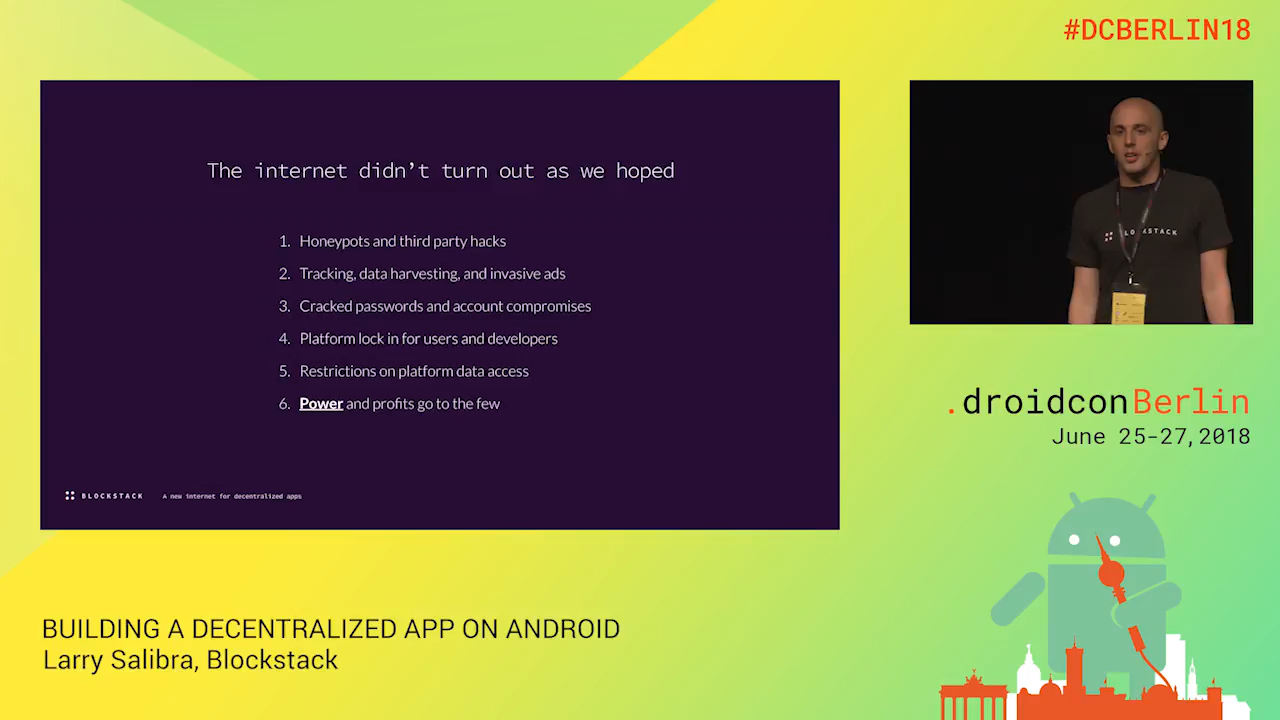 #DCBERLIN18
The internet didn't turn out as we hoped
1. Honeypots and third party hacks
2. Tracking, data harvesting, and invasive ads
3. Cracked passwords and account compromises
4. Platform lock in for users and developers
5. Restrictions on platform data access
6. Power and profits go to the few
BLOCKSTACK A new internet for decentralized apps
BLOCKSTACK
.droidconBerlin
June 25-27,2018
BUILDING A DECENTRALIZED APP ON ANDROID
Larry Salibra, Blockstack